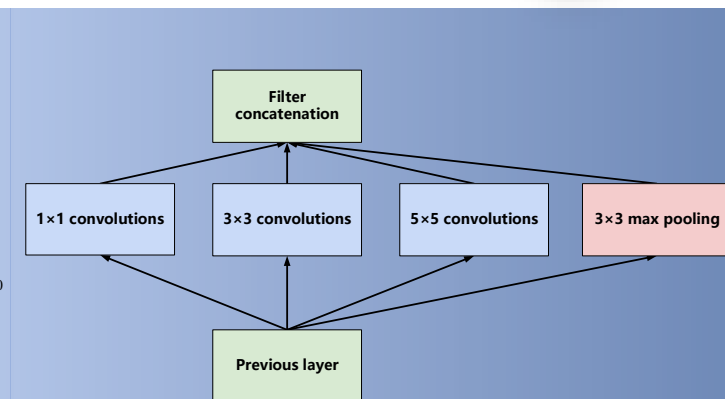 Filter
concatenation
1×1 convolutions
3×3 convolutions
5×5 convolutions
3×3 max pooling
Previous layer